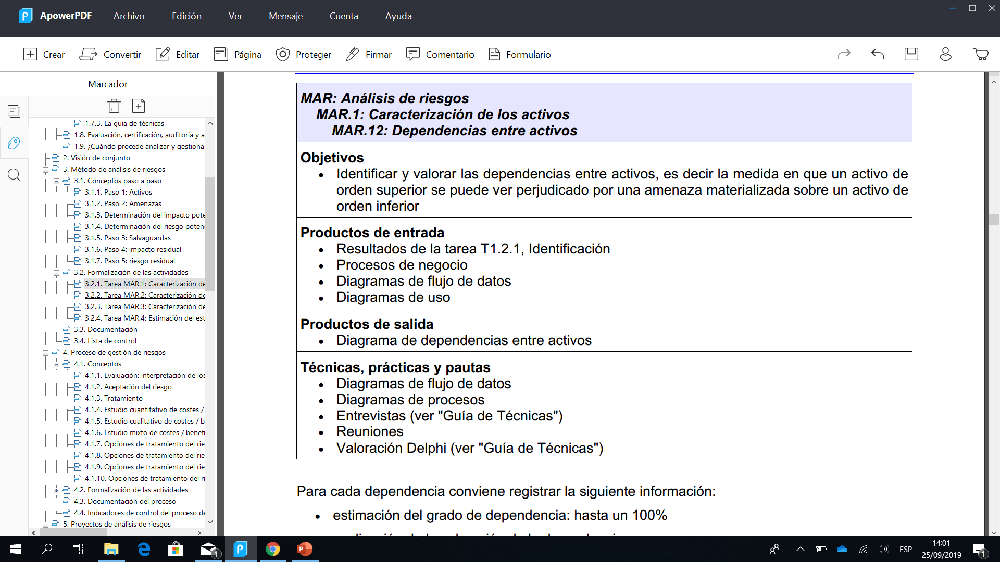 ApowerPDF
Archivo
Edición
Ver
Mensaje
Cuenta
Ayuda
Crear
Convertir
Editar
Página
Proteger
Firmar
Comentario
Formulario
Marcador
1.7.3. La guía de técnicas
1.8. Evaluación, certificación, auditoría y a
1.9. ¿Cuándo procede analizar y gestiona
2. Visión de conjunto
3. Método de análisis de riesgos
3.1. Conceptos paso a paso
3.1.1. Paso 1: Activos
3.1.2. Paso 2: Amenazas
3.1.3. Determinación del impacto pote
3.1.4. Determinación del riesgo poten
3.1.5. Paso 3: Salvaguardas
3.1.6. Paso 4: impacto residual
3.1.7. Paso 5: riesgo residual
3.2. Formalización de las actividades
3.2.1. Tarea MAR.1: Caracterización de
3.2.2. Tarea MAR.2: Caracterización de
3.2.3. Tarea MAR.3: Caracterización de
3.2.4. Tarea MAR.4: Estimación del est
3.3. Documentación
3.4. Lista de control
4. Proceso de gestión de riesgos
4.1. Conceptos
4.1.1. Evaluación: interpretación de los
4.1.2. Aceptación del riesgo
4.1.3. Tratamiento
4.1.4. Estudio cuantitativo de costes /
4.1.5. Estudio cualitativo de costes / b
4.1.6. Estudio mixto de costes / benefi
4.1.7. Opciones de tratamiento del rie
4.1.8. Opciones de tratamiento del rie
4.1.9. Opciones de tratamiento del rie
4.1.10. Opciones de tratamiento del ri
4.2. Formalización de las actividades
4.3. Documentación del proceso
4.4. Indicadores de control del proceso de
5. Proyectos de análisis de riesgos
MAR: Análisis de riesgos
MAR.1: Caracterización de los activos
MAR.12: Dependencias entre activos
Objetivos
• Identificar y valorar las dependencias entre activos, es decir la medida en que un activo de
orden superior se puede ver perjudicado por una amenaza materializada sobre un activo de
orden inferior
Productos de entrada
• Resultados de la tarea T1.2.1, Identificación
• Procesos de negocio
• Diagramas de flujo de datos
• Diagramas de uso
Productos de salida
• Diagrama de dependencias entre activos
Técnicas, prácticas y pautas
• Diagramas de flujo de datos
• Diagramas de procesos
• Entrevistas (ver "Guía de Técnicas")
• Reuniones
• Valoración Delphi (ver "Guía de Técnicas")
Para cada dependencia conviene registrar la siguiente información:
• estimación del grado de dependencia: hasta un 100%
1
ESP
14:01
25/09/2019
1